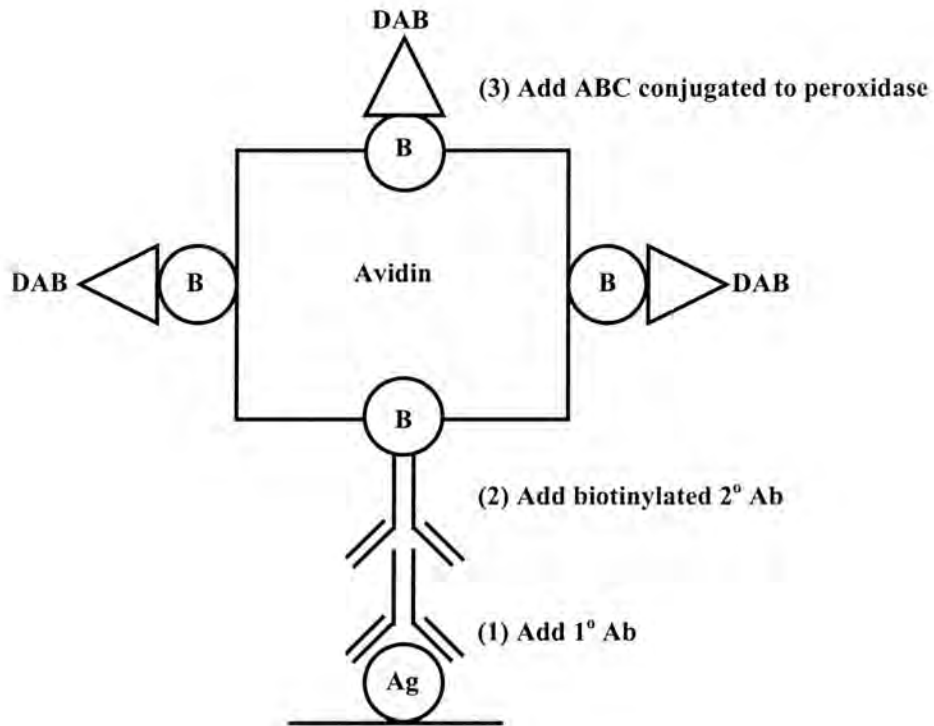 DAB
(3) Add ABC conjugated to peroxidase
B
DAB
B
Avidin
B
DAB
B
(2) Add biotinylated 2° Ab
(1) Add 1° Ab
Ag